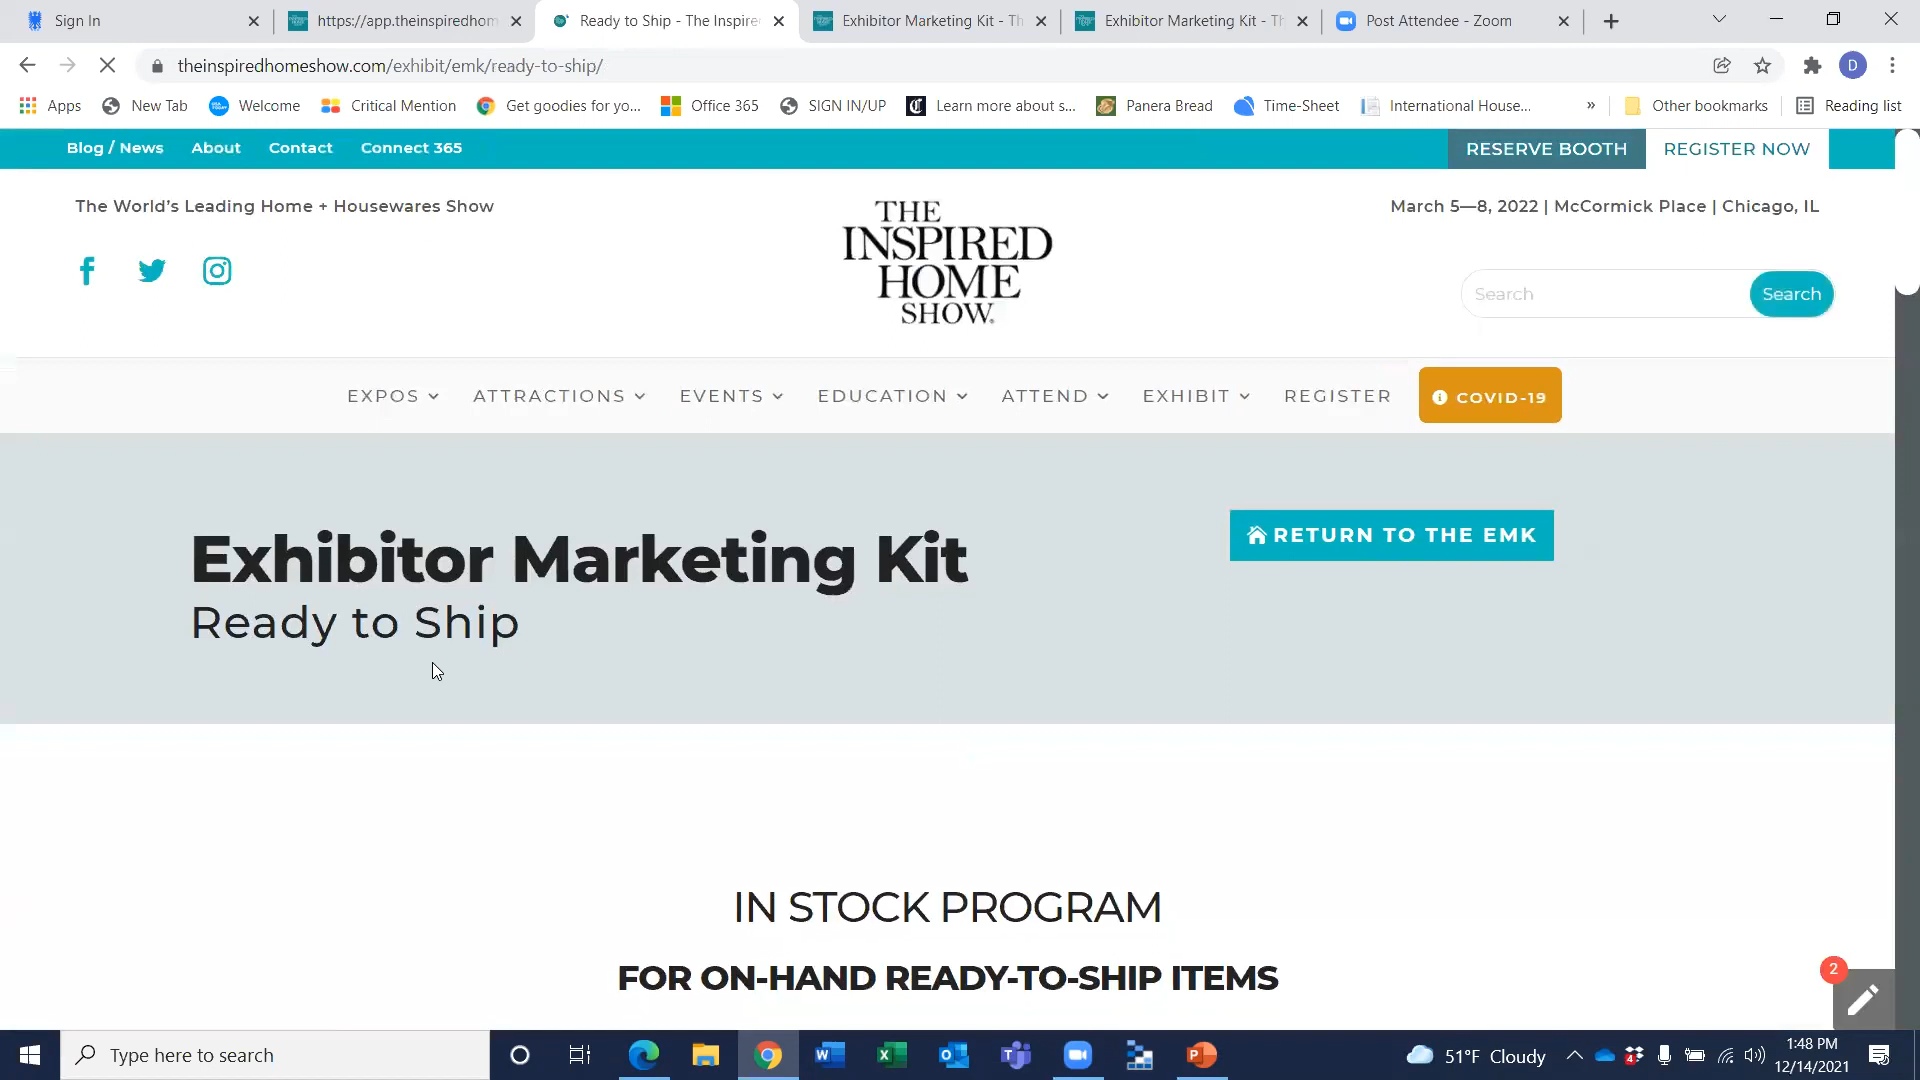 Sign In
https://app.theinspiredhom
Ready to Ship - The Inspire
Exhibitor Marketing Kit - Th
Exhibitor Marketing Kit - Th
Post Attendee - Zoom
theinspiredhomeshow.com/exhibit/emk/ready-to-ship/
D
Apps
New Tab
Welcome
Critical Mention
Get goodies for yo...
Office 365
SIGN IN/UP
Learn more about s...
Panera Bread
Time-Sheet
International House...
»
Other bookmarks
Reading list
Blog / News
About
Contact
Connect 365
RESERVE BOOTH
REGISTER NOW
The World's Leading Home + Housewares Show
THE
INSPIRED
HOME
SHOW.
March 5—8, 2022 | McCormick Place | Chicago, IL
Search
Search
EXPOS
ATTRACTIONS
EVENTS
EDUCATION
ATTEND
EXHIBIT
REGISTER
COVID-19
Exhibitor Marketing Kit
Ready to Ship
RETURN TO THE EMK
IN STOCK PROGRAM
FOR ON-HAND READY-TO-SHIP ITEMS
2
Type here to search
51°F Cloudy
4
1:48 PM
12/14/2021